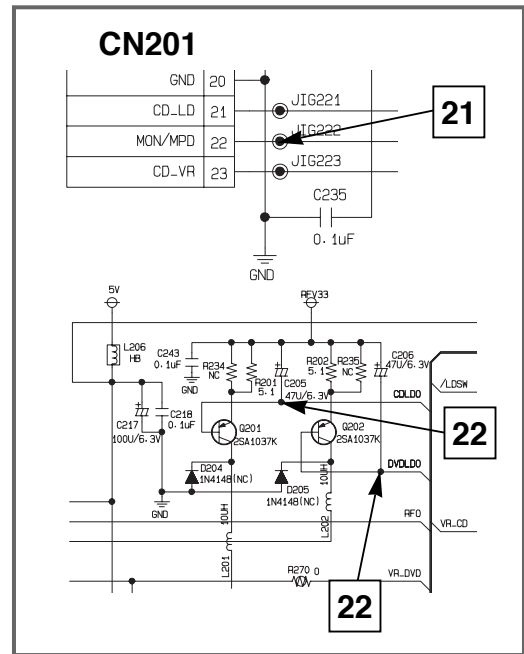 CN201
GND 20
CD_LD 21
MON/MPD 22
CD_VR 23
JIG221
JIG222
JIG223
21
C235
0.1uF
GND
5V
L206
HB
C243
0.1uF
GND
C217
100U/6.3V
C218
0.1uF
GND
R234
NC
R201
5.1
C205
47U/6.3V
R202
5.1
R235
NC
C206
47U/6.3V
Q201
2SA1037K
Q202
2SA1037K
D204
1N4148(NC)
D205
1N4148(NC)
10UH
L201
10UH
L202
R270 0
/LDSW
CDLDO
DVDLDO
RFO
VR_CD
VR_DVD
22
22